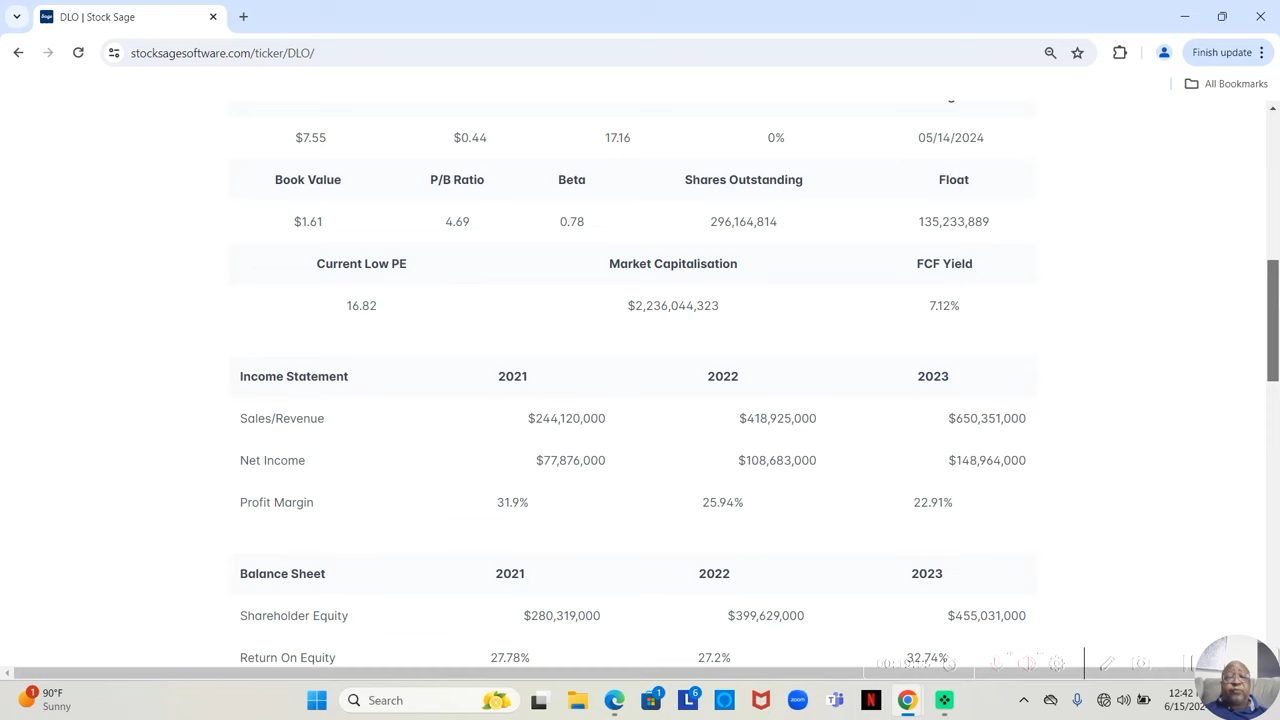 DLO | Stock Sage
stocksagesoftware.com/ticker/DLO/
Finish update
All Bookmarks
$7.55 $0.44 17.16 0% 05/14/2024
Book Value P/B Ratio Beta Shares Outstanding Float
$1.61 4.69 0.78 296,164,814 135,233,889
Current Low PE Market Capitalisation FCF Yield
16.82 $2,236,044,323 7.12%
Income Statement 2021 2022 2023
Sales/Revenue $244,120,000 $418,925,000 $650,351,000
Net Income $77,876,000 $108,683,000 $148,964,000
Profit Margin 31.9% 25.94% 22.91%
Balance Sheet 2021 2022 2023
Shareholder Equity $280,319,000 $399,629,000 $455,031,000
Return On Equity 27.78% 27.2% 32.74%
1 90°F
Sunny
Search
1
6
12:42
6/15/20